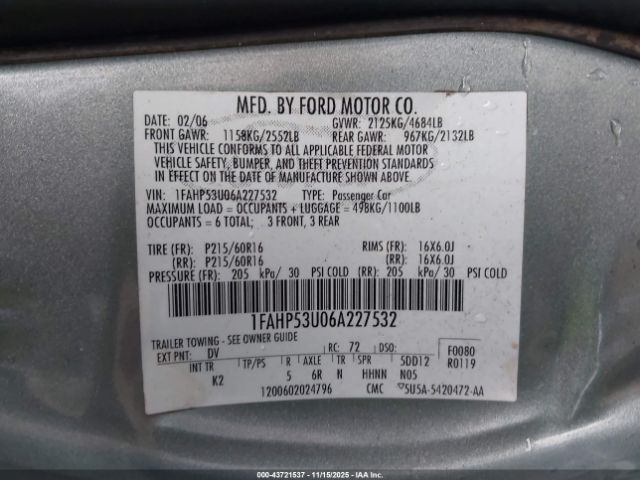 MFD. BY FORD MOTOR CO.
02/06 GVWR: 2125KG/4684LB
FRONT GAWR: 1158KG/2552LB REAR GAWR: 967KG/2132LB
THIS VEHICLE CONFORMS TO ALL APPLICABLE FEDERAL MOTOR
VEHICLE SAFETY, BUMPER, AND THEFT PREVENTION STANDARDS
IN EFFECT ON THE DATE OF MANUFACTURE SHOWN ABOVE.
VIN: 1FAHP53U06A227532 TYPE: Passenger Car
MAXIMUM LOAD = OCCUPANTS + LUGGAGE = 498KG/1100LB
OCCUPANTS = 6 TOTAL: 3 FRONT, 3 REAR
TIRE (FR): P215/60R16 RIMS (FR): 16X6.0J
(RR): P215/60R16 (RR): 16X6.0J
PRESSURE (FR): 205 kPa/ 30 PSI COLD (RR): 205 kPa/ 30 PSI COLD
1FAHP53U06A227532
TRAILER TOWING - SEE OWNER GUIDE
EXT PNT: DV RC: 72 DSO: F0080
R0119
INT TR TP/PS R AXLE TR SPR 5DD12
K2 5 6R N HHNN N05
1200602024796 CMC 5U5A-5420472-AA
00-43721537 - 11/15/2025 - IAAI Inc.